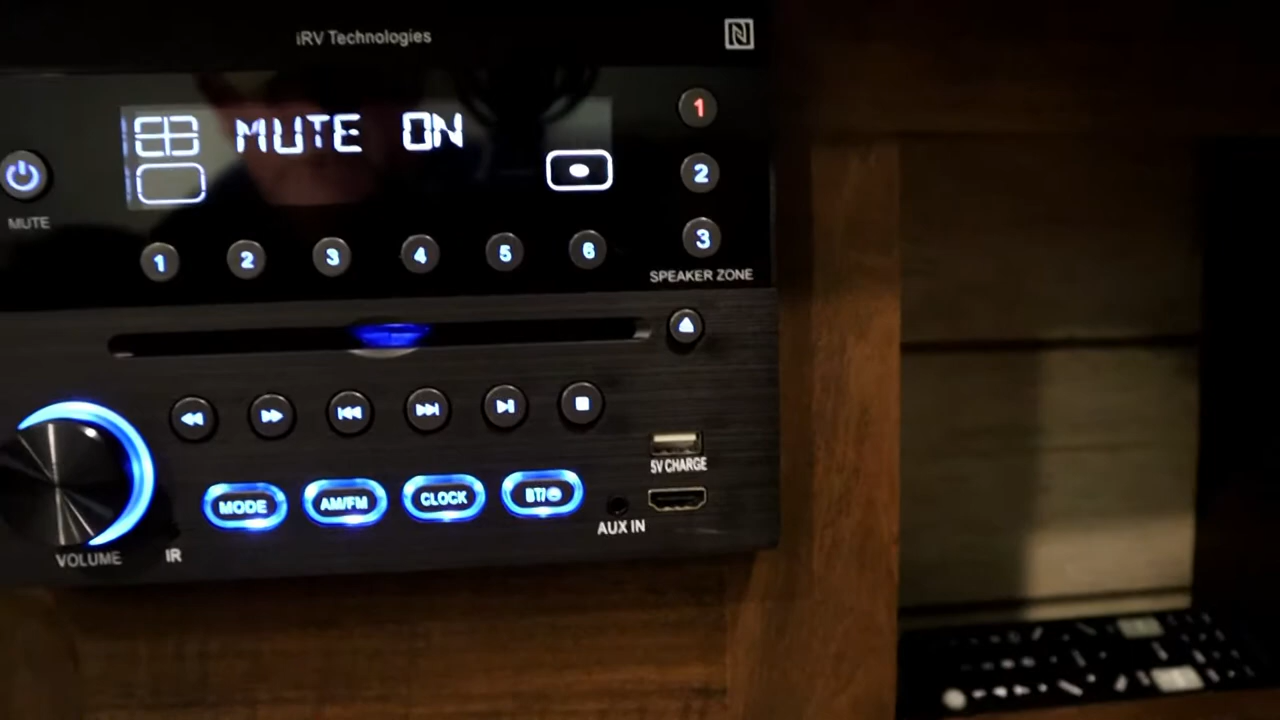 iRV Technologies
MUTE ON
MUTE
1
2
3
1 2 3 4 5 6
SPEAKER ZONE
5V CHARGE
MODE AM/FM CLOCK BT/
AUX IN
VOLUME IR